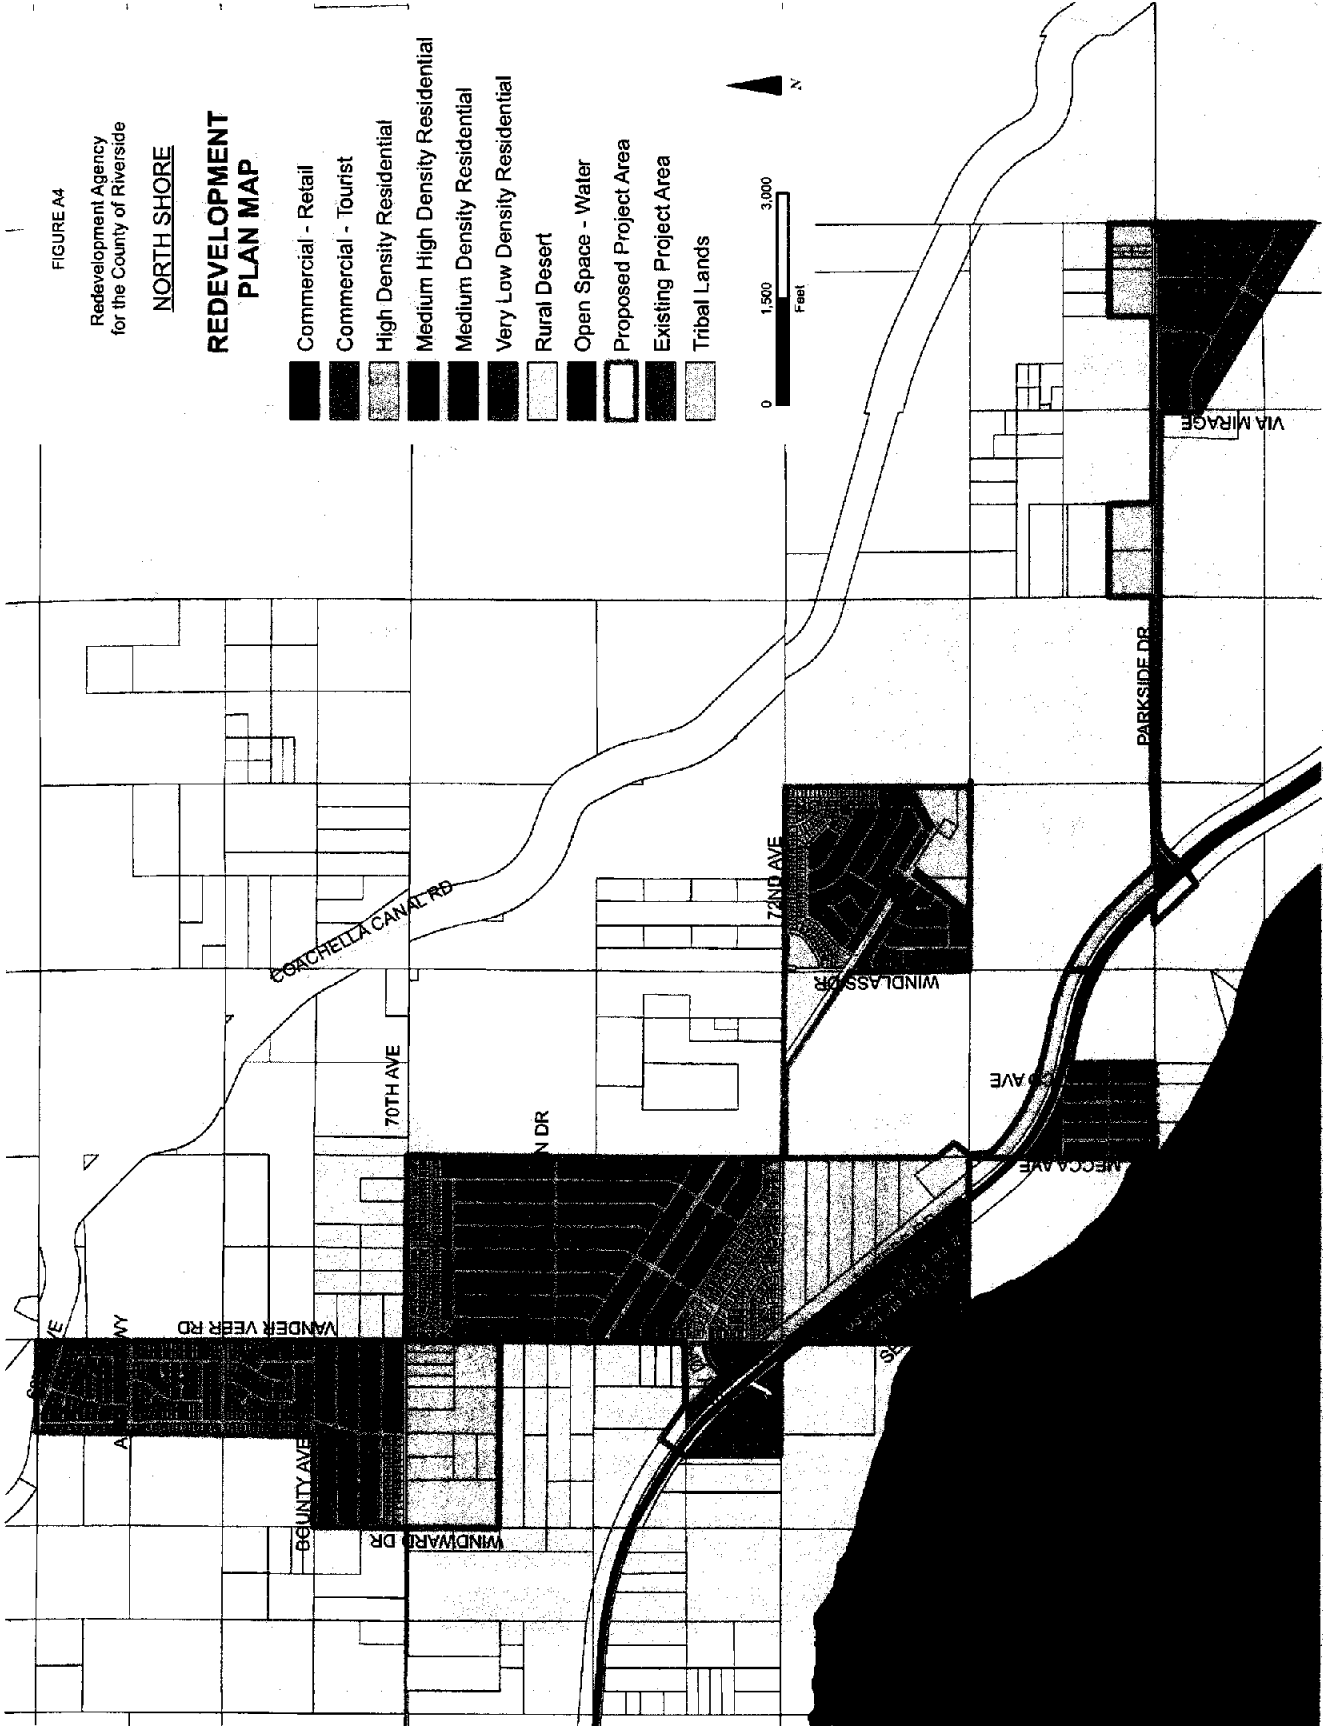 FIGURE A4
Redevelopment Agency
for the County of Riverside
NORTH SHORE
REDEVELOPMENT
PLAN MAP
Commercial - Retail
Commercial - Tourist
High Density Residential
Medium High Density Residential
Medium Density Residential
Very Low Density Residential
Rural Desert
Open Space - Water
Proposed Project Area
Existing Project Area
Tribal Lands
0 1,500 3,000
Feet
N
COACHELLA CANAL RD
70TH AVE
72ND AVE
WINDLASS DR
PARKSIDE DR
VIA MIRAGE
VANDER VEER RD
BOUNTY AVE
WINDWARD DR
N DR
MECCA AVE
AVE